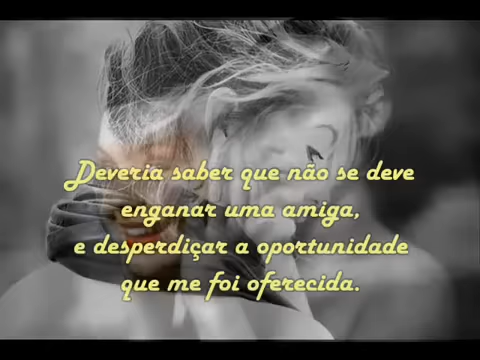 Deveria saber que não se deve
enganar uma amiga,
e desperdiçar a oportunidade
que me foi oferecida.